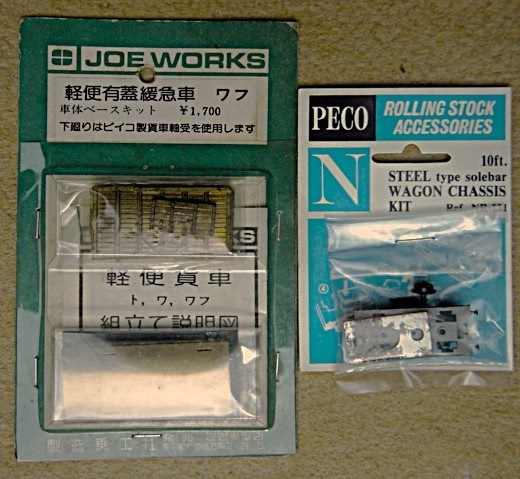 JOE WORKS
軽便有蓋緩急車 ワフ
車体ベースキット ¥1,700
下廻りはピイコ製貨車軸受を使用します
KS
軽便貨車
ト,ワ,ワフ
組立て説明図
PECO
ROLLING STOCK
ACCESSORIES
N
10ft.
STEEL type solebar
WAGON CHASSIS
KIT
Ref.